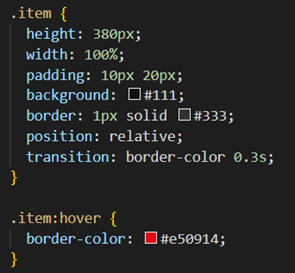 .item {
height: 380px;
width: 100%;
padding: 10px 20px;
background: #111;
border: 1px solid #333;
position: relative;
transition: border-color 0.3s;
}
.item:hover {
border-color: #e50914;
}